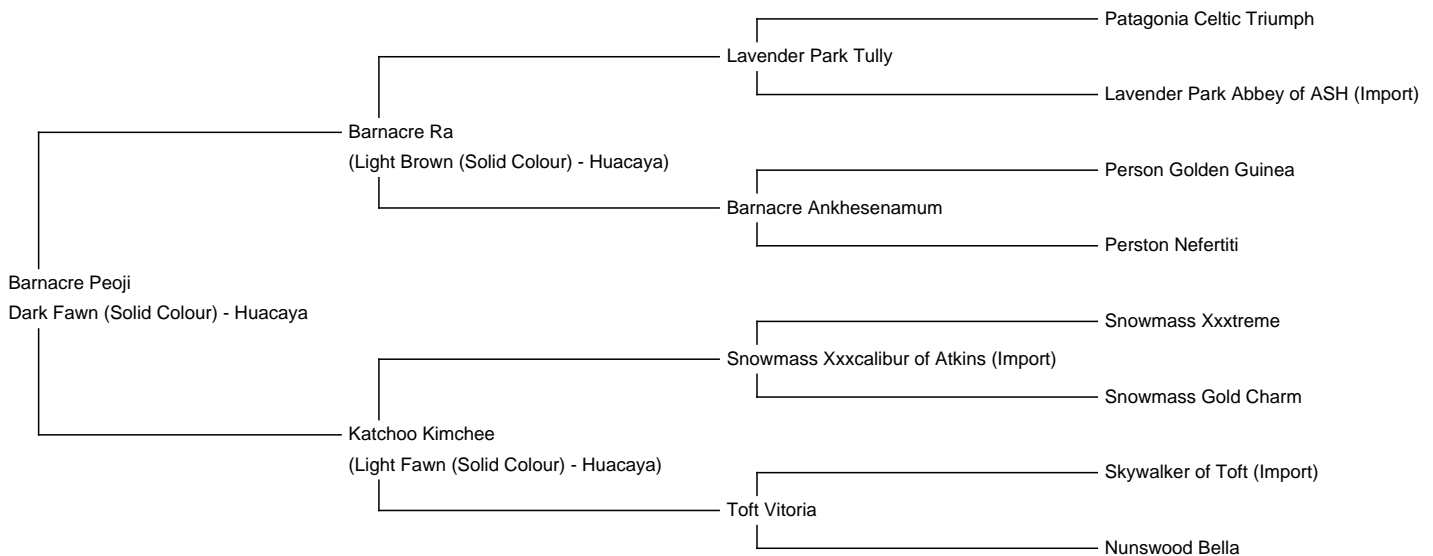 Patagonia Celtic Triumph
Lavender Park Tully
Lavender Park Abbey of ASH (Import)
Barnacre Ra
(Light Brown (Solid Colour) - Huacaya)
Person Golden Guinea
Barnacre Ankhesenamum
Perston Nefertiti
Barnacre Peoji
Dark Fawn (Solid Colour) - Huacaya
Snowmass Xxxtreme
Snowmass Xxxcalibur of Atkins (Import)
Snowmass Gold Charm
Katchoo Kimchee
(Light Fawn (Solid Colour) - Huacaya)
Skywalker of Toft (Import)
Toft Vitoria
Nunswood Bella